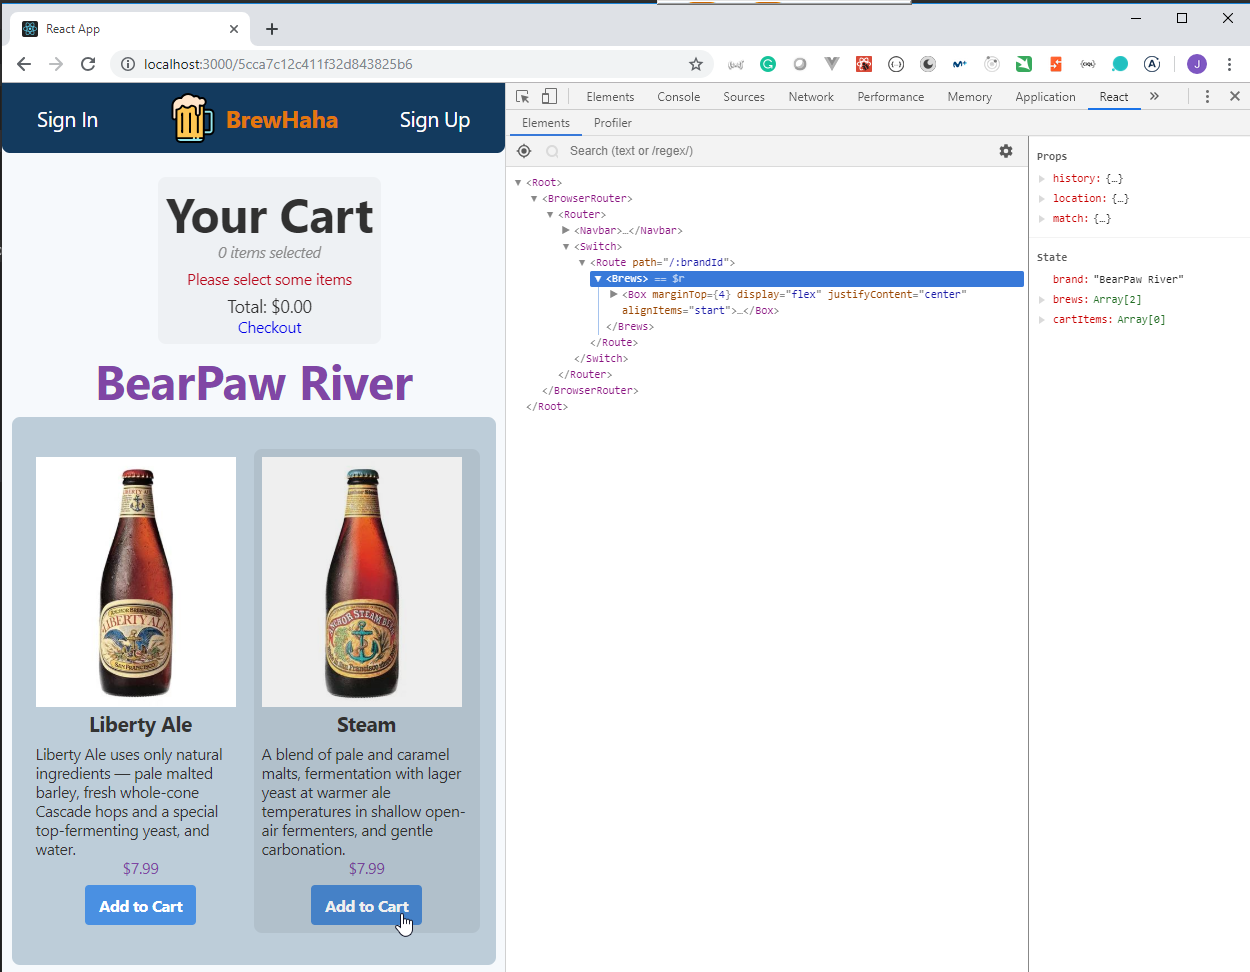 React App
localhost:3000/5cca7c12c411f32d843825b6
J
Sign In
BrewHaha
Sign Up
Your Cart
0 items selected
Please select some items
Total: $0.00
Checkout
BearPaw River
LIBERTY ALE
SAN FRANCISCO
ANCHOR STEAM BEER
Liberty Ale
Steam
Liberty Ale uses only natural
ingredients — pale malted
barley, fresh whole-cone
Cascade hops and a special
top-fermenting yeast, and
water.
$7.99
Add to Cart
A blend of pale and caramel
malts, fermentation with lager
yeast at warmer ale
temperatures in shallow open-
air fermenters, and gentle
carbonation.
$7.99
Add to Cart
Elements Console Sources Network Performance Memory Application React
Elements Profiler
Search (text or /regex/)
<Root>
<BrowserRouter>
<Router>
<Navbar>…</Navbar>
<Switch>
<Route path="/:brandId">
<Brews> == $r
<Box marginTop={4} display="flex" justifyContent="center"
alignItems="start">…</Box>
</Brews>
</Route>
</Switch>
</Router>
</BrowserRouter>
</Root>
Props
history: {…}
location: {…}
match: {…}
State
brand: "BearPaw River"
brews: Array[2]
cartItems: Array[0]